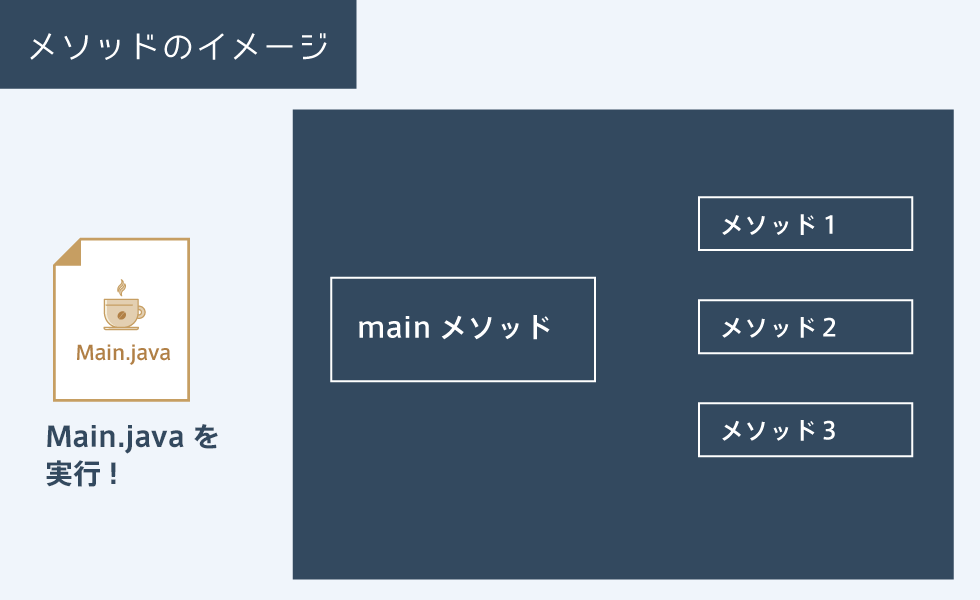 メソッドのイメージ
Main.java
Main.java を
実行！
main メソッド
メソッド 1
メソッド 2
メソッド 3